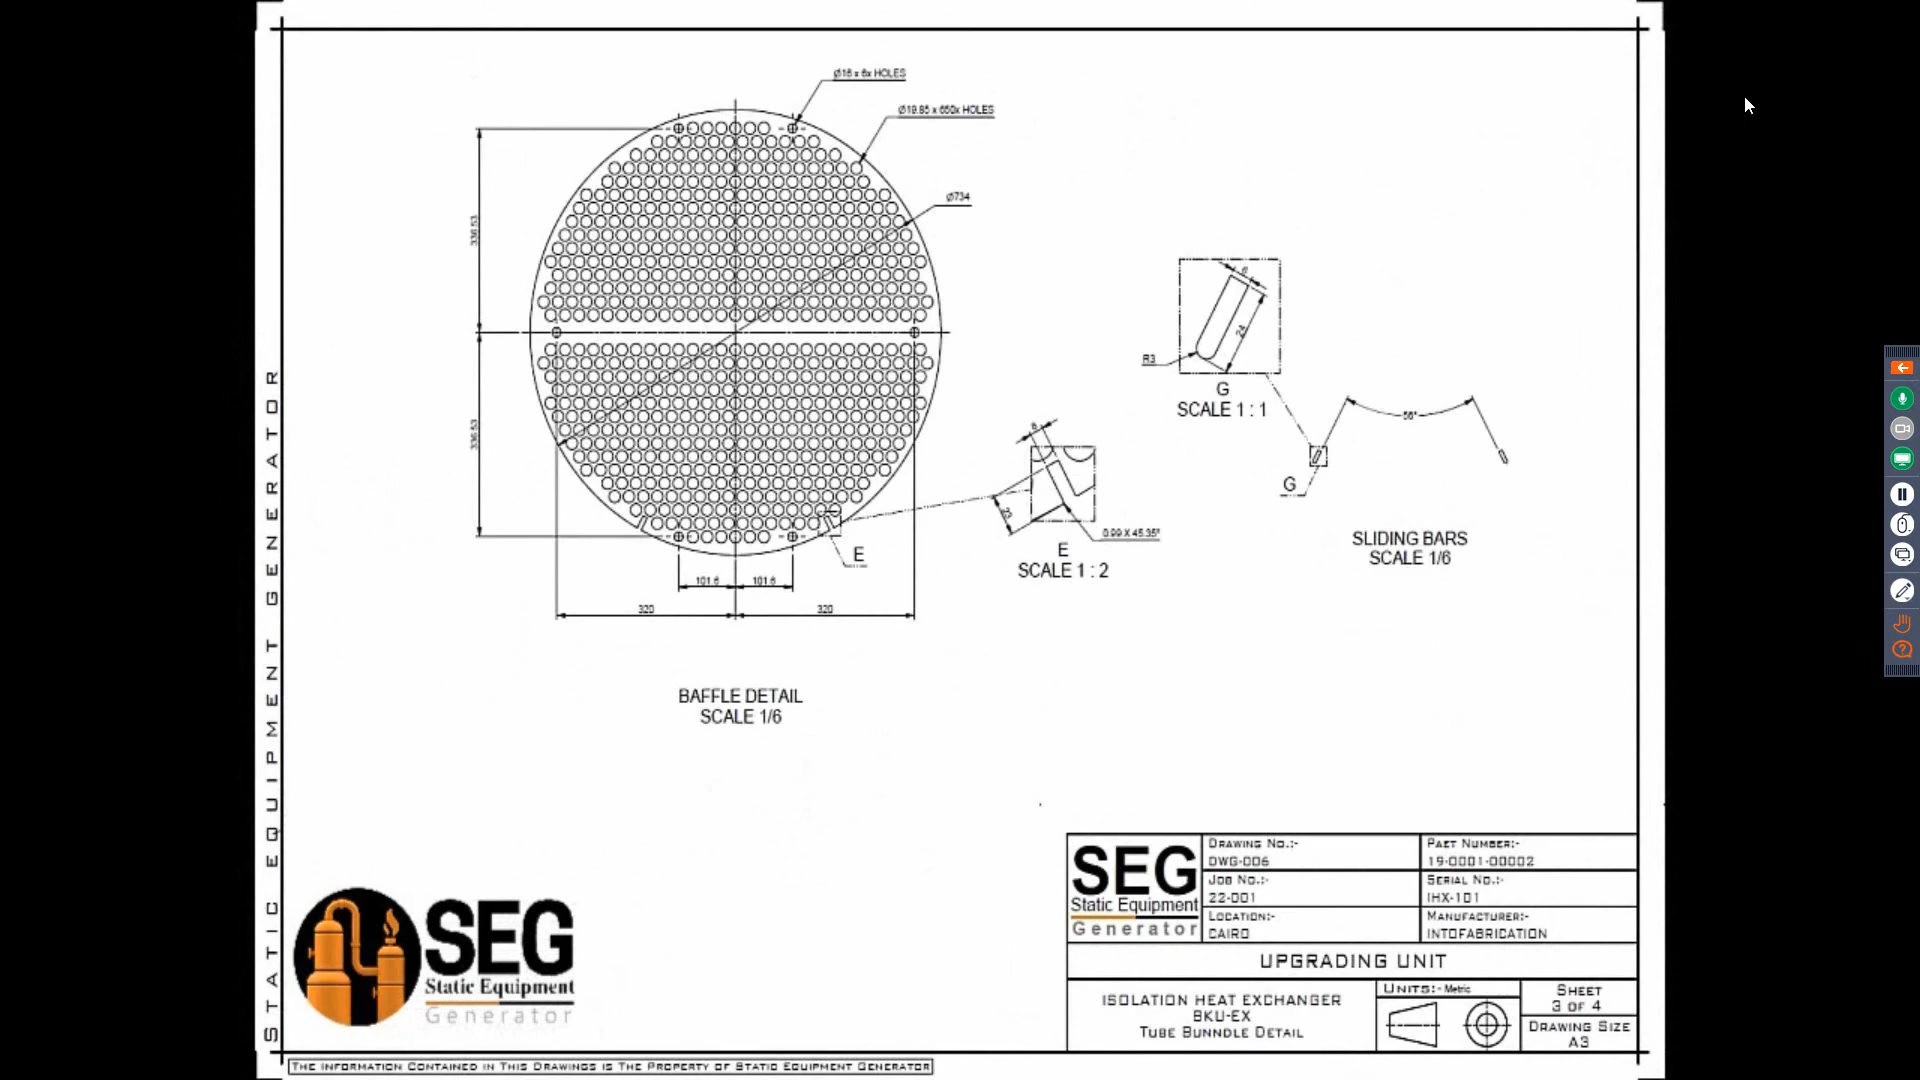 Ø16 x 6x HOLES
Ø19.85 x 650x HOLES
Ø734
336.53
336.53
101.6
101.6
320
320
E
BAFFLE DETAIL
SCALE 1/6
6
24
R3
G
SCALE 1 : 1
56°
G
SLIDING BARS
SCALE 1/6
23
0.99 X 45.35°
E
SCALE 1 : 2
STATIC EQUIPMENT GENERATOR
SEG
Static Equipment
Generator
SEG
Static Equipment
Generator
DRAWING NO.:-
DWG-006
PAET NUMBER:-
19-0001-00002
JOB NO.:-
22-001
SERIAL NO.:-
IHX-101
LOCATION:-
CAIRO
MANUFACTURER:-
INTOFABRICATION
UPGRADING UNIT
ISOLATION HEAT EXCHANGER
BKU-EX
TUBE BUNNDLE DETAIL
UNITS:- Metric
SHEET
3 OF 4
DRAWING SIZE
A3
THE INFORMATION CONTAINED IN THIS DRAWINGS IS THE PROPERTY OF STATIC EQUIPMENT GENERATOR